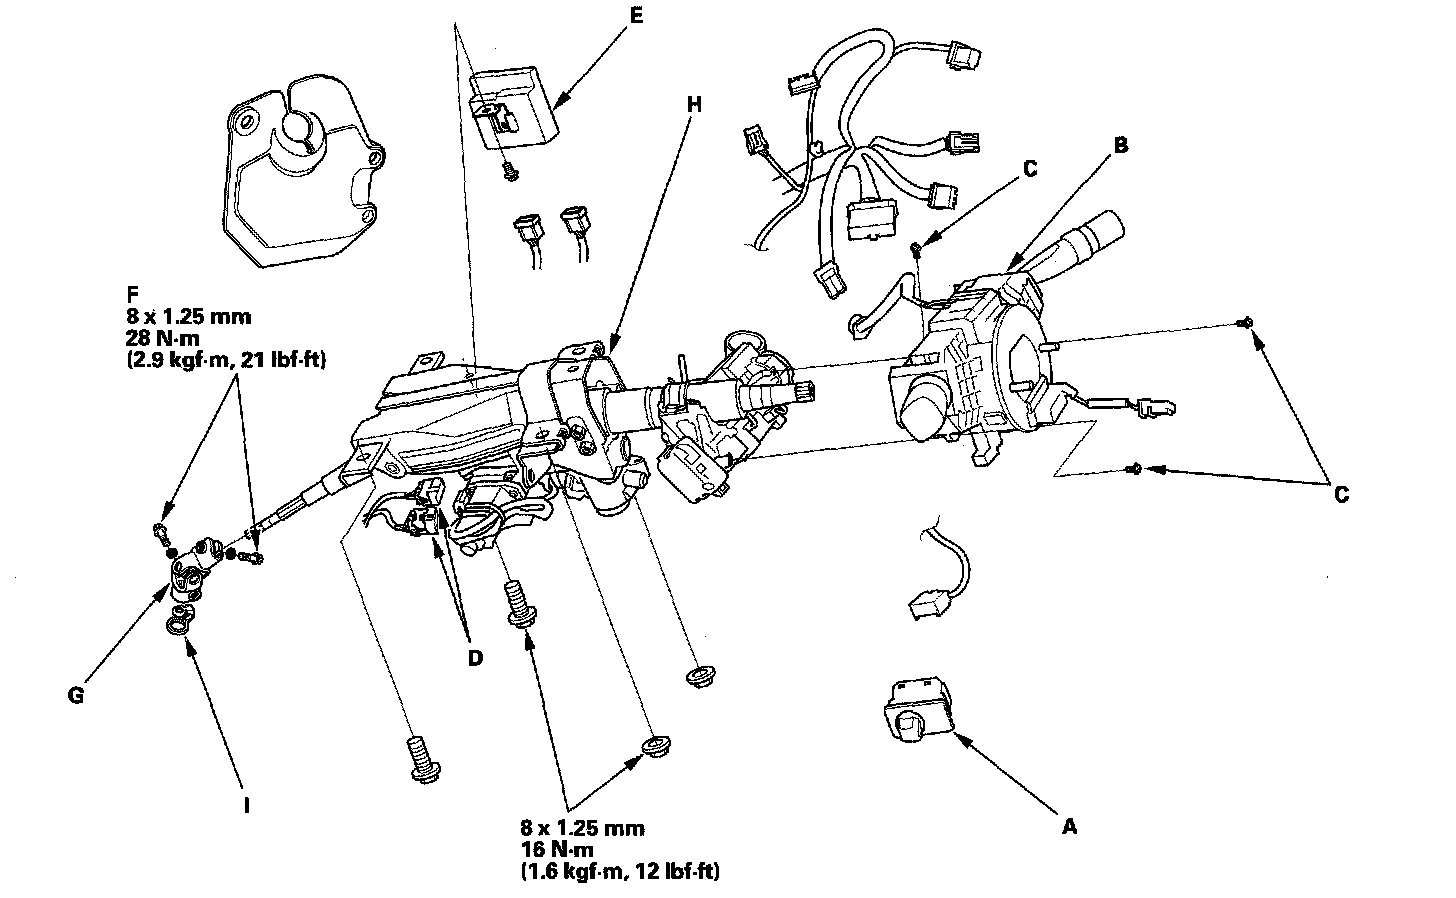 E
H
B
C
F
8 x 1.25 mm
28 N·m
(2.9 kgf·m, 21 lbf·ft)
C
D
G
I
8 x 1.25 mm
16 N·m
(1.6 kgf·m, 12 lbf·ft)
A